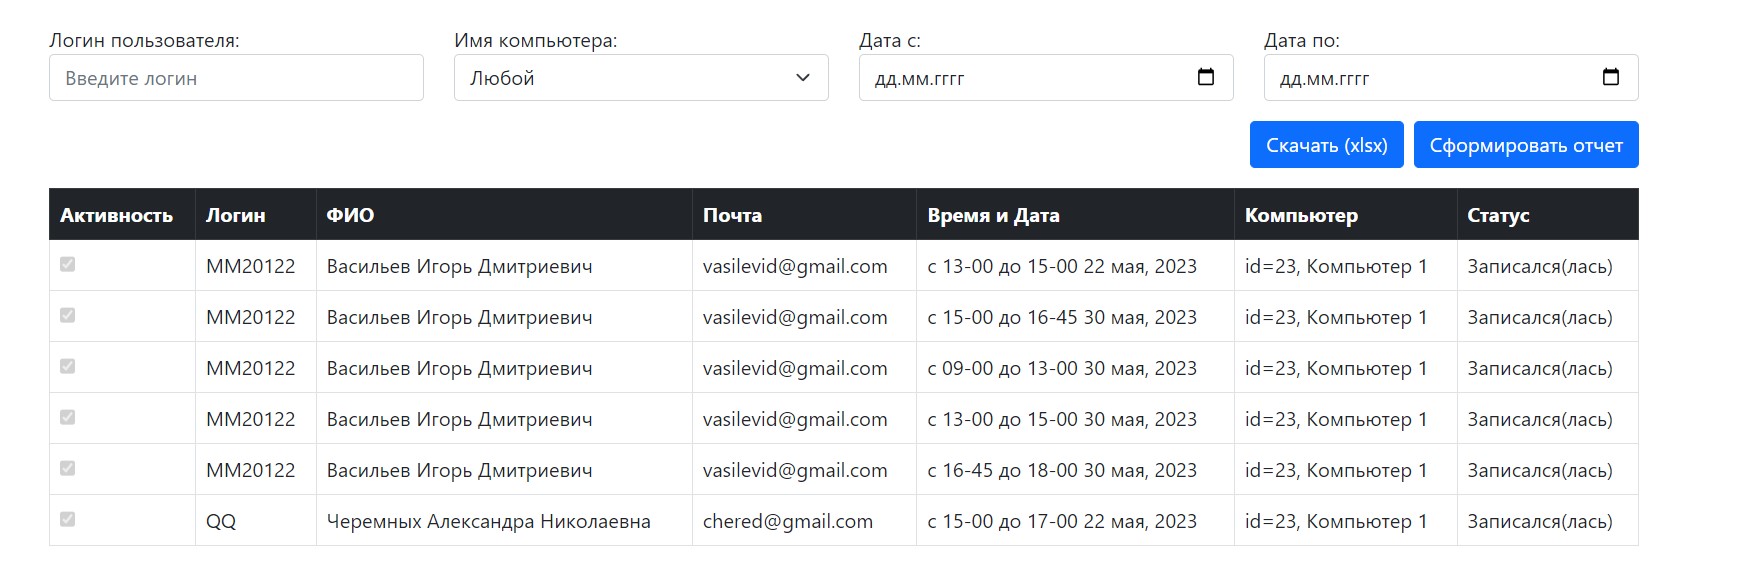 Логин пользователя: Имя компьютера: Дата с: Дата по:
Введите логин Любой дд.мм.гггг дд.мм.гггг
Скачать (xlsx) Сформировать отчет
Активность Логин ФИО Почта Время и Дата Компьютер Статус
MM20122 Васильев Игорь Дмитриевич vasilevid@gmail.com с 13-00 до 15-00 22 мая, 2023 id=23, Компьютер 1 Записался(лась)
MM20122 Васильев Игорь Дмитриевич vasilevid@gmail.com с 15-00 до 16-45 30 мая, 2023 id=23, Компьютер 1 Записался(лась)
MM20122 Васильев Игорь Дмитриевич vasilevid@gmail.com с 09-00 до 13-00 30 мая, 2023 id=23, Компьютер 1 Записался(лась)
MM20122 Васильев Игорь Дмитриевич vasilevid@gmail.com с 13-00 до 15-00 30 мая, 2023 id=23, Компьютер 1 Записался(лась)
MM20122 Васильев Игорь Дмитриевич vasilevid@gmail.com с 16-45 до 18-00 30 мая, 2023 id=23, Компьютер 1 Записался(лась)
QQ Черемных Александра Николаевна chered@gmail.com с 15-00 до 17-00 22 мая, 2023 id=23, Компьютер 1 Записался(лась)